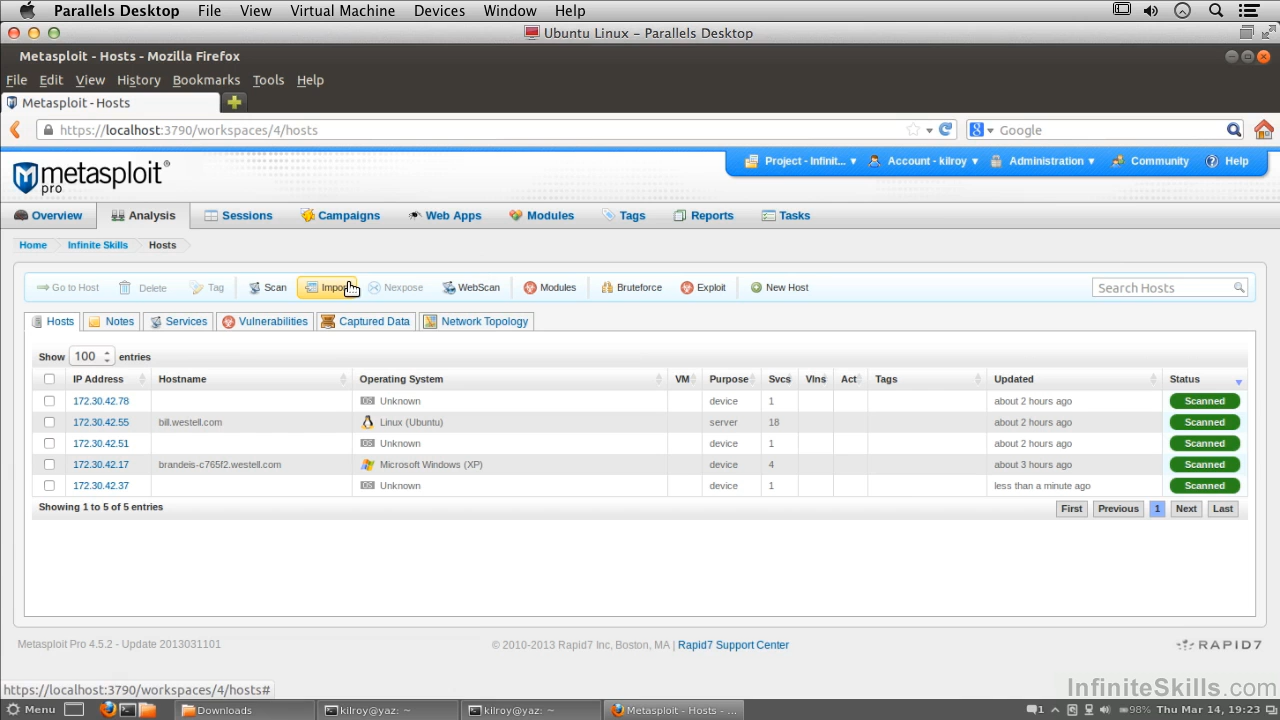 Parallels Desktop File View Virtual Machine Devices Window Help
Ubuntu Linux – Parallels Desktop
Metasploit - Hosts - Mozilla Firefox
File Edit View History Bookmarks Tools Help
Metasploit - Hosts
https://localhost:3790/workspaces/4/hosts Google
metasploit® pro
Project - Infinit... Account - kilroy Administration Community Help
Overview Analysis Sessions Campaigns Web Apps Modules Tags Reports Tasks
Home Infinite Skills Hosts
Go to Host Delete Tag Scan Nexpose WebScan Modules Bruteforce Exploit New Host Search Hosts
Hosts Notes Services Vulnerabilities Captured Data Network Topology
Show 100 entries
IP Address Hostname Operating System VM Purpose Svcs Vlns Act Tags Updated Status
172.30.42.78 Unknown device 1 about 2 hours ago Scanned
172.30.42.55 bill.westell.com Linux (Ubuntu) server 18 about 2 hours ago Scanned
172.30.42.51 Unknown device 1 about 2 hours ago Scanned
172.30.42.17 brandeis-c765f2.westell.com Microsoft Windows (XP) device 4 about 3 hours ago Scanned
172.30.42.37 Unknown device 1 less than a minute ago Scanned
Showing 1 to 5 of 5 entries First Previous 1 Next Last
Metasploit Pro 4.5.2 - Update 2013031101 © 2010-2013 Rapid7 Inc, Boston, MA | Rapid7 Support Center RAPID7
https://localhost:3790/workspaces/4/hosts#
InfiniteSkills.com
Menu Downloads kilroy@yaz: ~ kilroy@yaz: ~ Metasploit - Hosts - ... 1 98% Thu Mar 14, 19:23